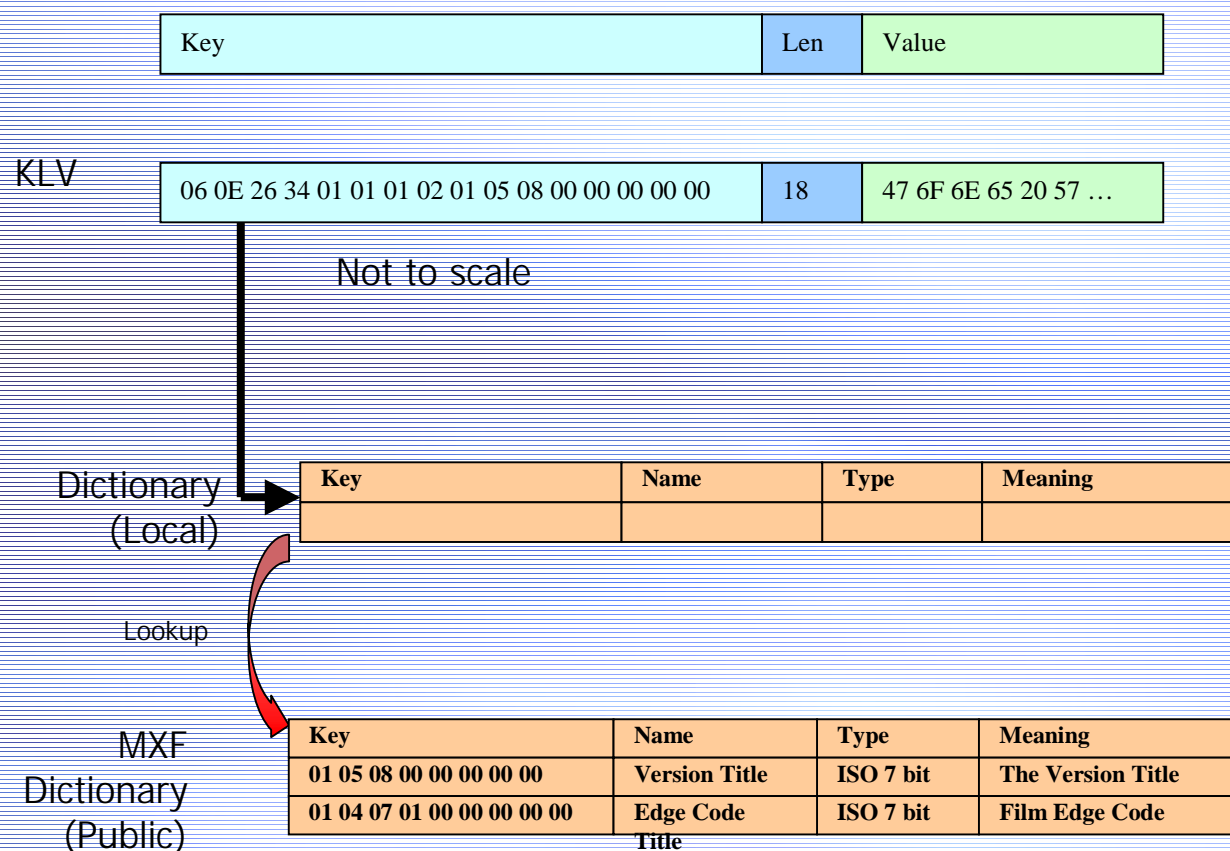 Key Len Value
KLV
06 0E 26 34 01 01 01 02 01 05 08 00 00 00 00 00 18 47 6F 6E 65 20 57 …
Not to scale
Dictionary
(Local)
Key Name Type Meaning
Lookup
MXF
Dictionary
(Public)
Key Name Type Meaning
01 05 08 00 00 00 00 00 Version Title ISO 7 bit The Version Title
01 04 07 01 00 00 00 00 00 Edge Code ISO 7 bit Film Edge Code
Title